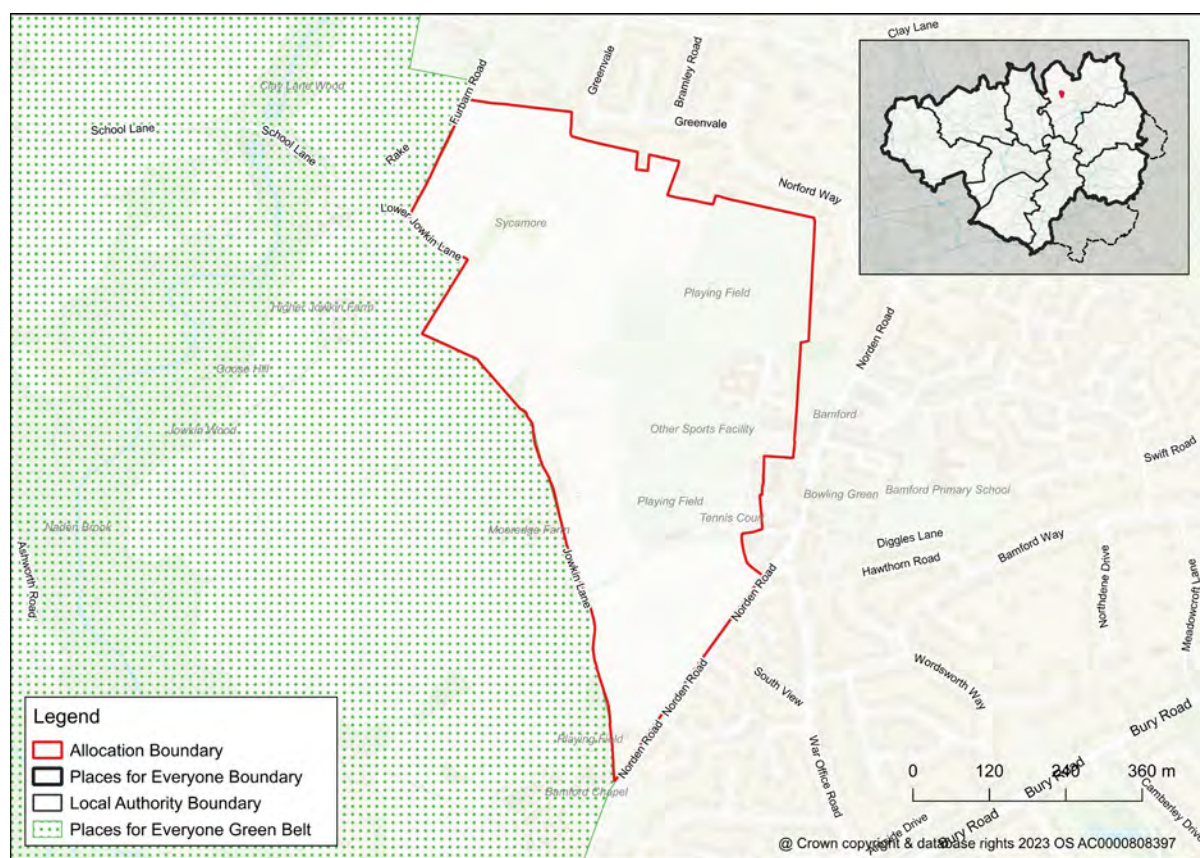 Clay Lane
Greenvale
Bramley Road
Furbarn Road
Clay Lane Wood
School Lane
School Lane
Greenvale
Rake
Norford Way
Lower Jowkin Lane
Sycamore
Playing Field
Higher Jowkin Farm
Norden Road
Goose Hill
Bamford
Jowkin Wood
Other Sports Facility
Swift Road
Bowling Green
Bamford Primary School
Playing Field
Tennis Court
Naden Brook
Mooredge Farm
Ashworth Road
Jowkin Lane
Diggles Lane
Hawthorn Road
Bamford Way
Northdene Drive
Meadowcroft Lane
Norden Road
Norden Road
South View
Wordsworth Way
Norden Road
Playing Field
War Office Road
Bury Road
Bamford Chapel
Legend
Allocation Boundary
Places for Everyone Boundary
Local Authority Boundary
Places for Everyone Green Belt
0 120 240 360 m
Bury Road
Camberley Drive
Bury Road
@ Crown copyright & database rights 2023 OS AC0000808397